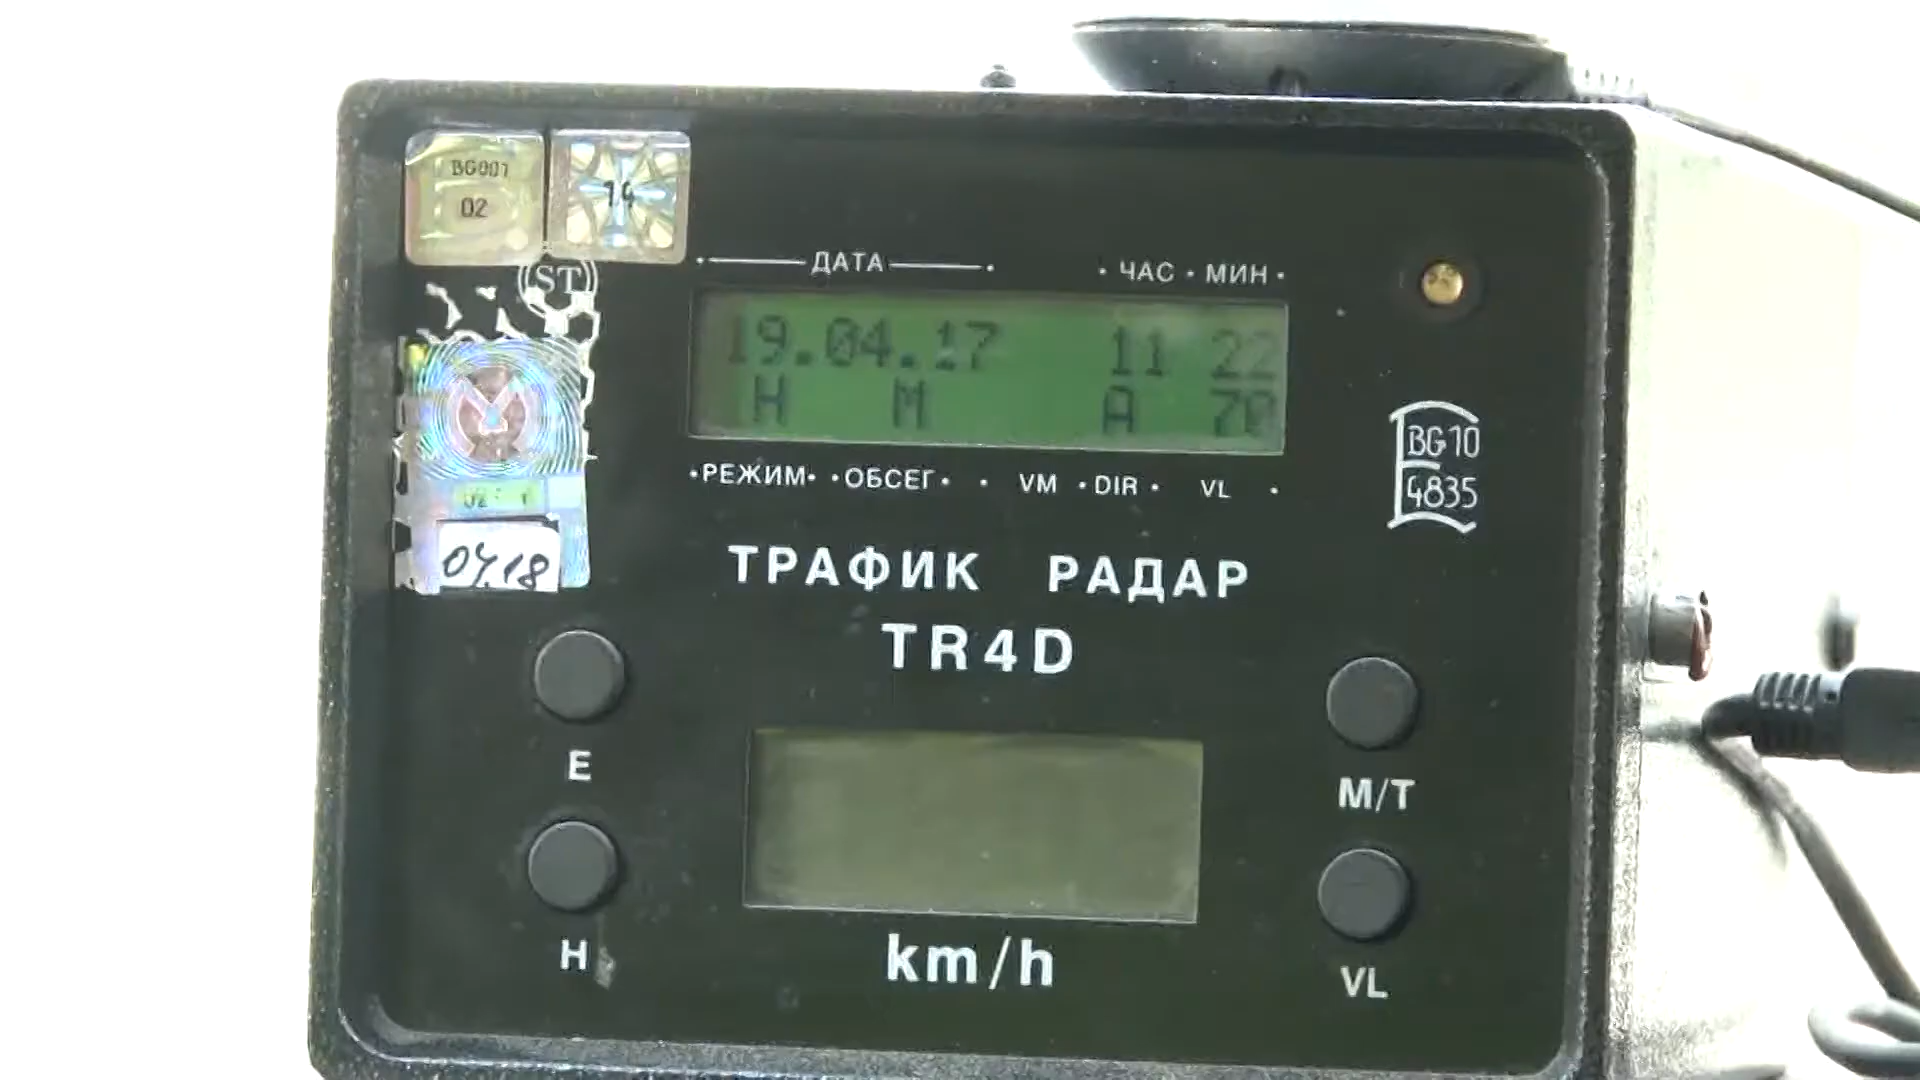 BG001
02
19
ST
ДАТА
· ЧАС · МИН ·
19.04.17 11 22
Н М А 70
·РЕЖИМ· ·ОБСЕГ· · VM ·DIR· VL ·
BG10
4835
04.18
ТРАФИК РАДАР
TR4D
E
M/T
H
km/h
VL